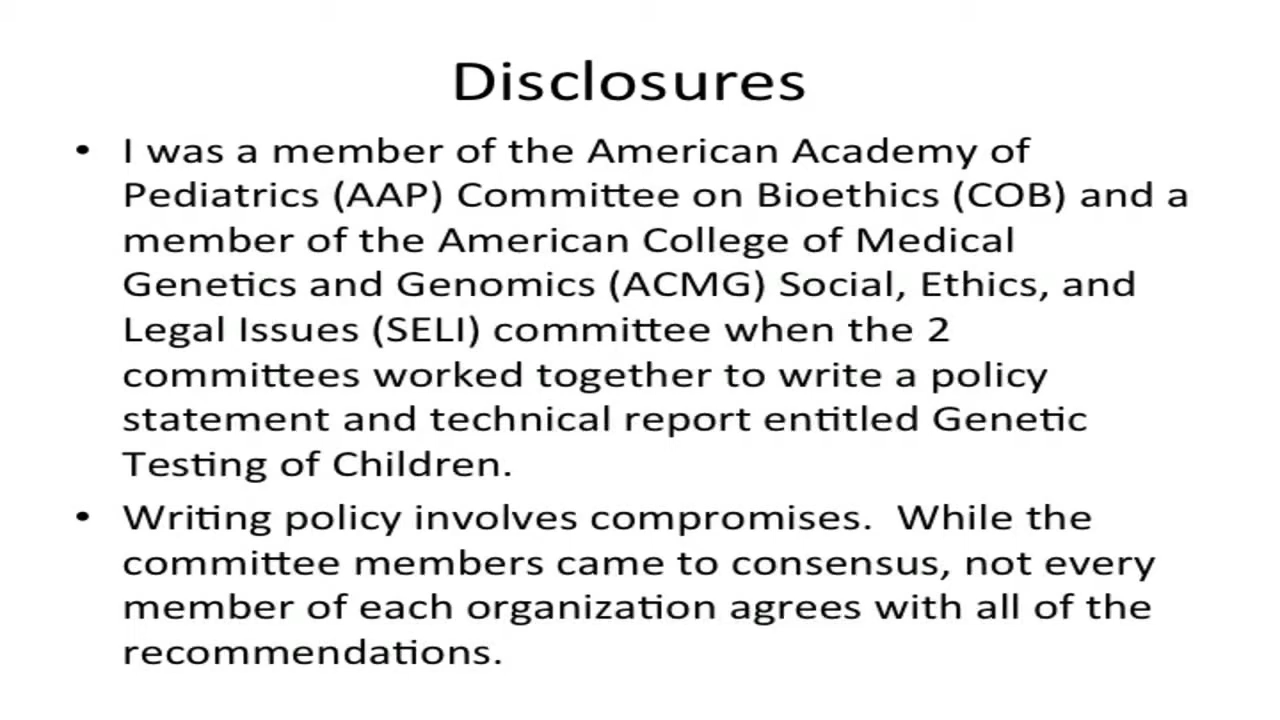 Disclosures
• I was a member of the American Academy of
Pediatrics (AAP) Committee on Bioethics (COB) and a
member of the American College of Medical
Genetics and Genomics (ACMG) Social, Ethics, and
Legal Issues (SELI) committee when the 2
committees worked together to write a policy
statement and technical report entitled Genetic
Testing of Children.
• Writing policy involves compromises.  While the
committee members came to consensus, not every
member of each organization agrees with all of the
recommendations.